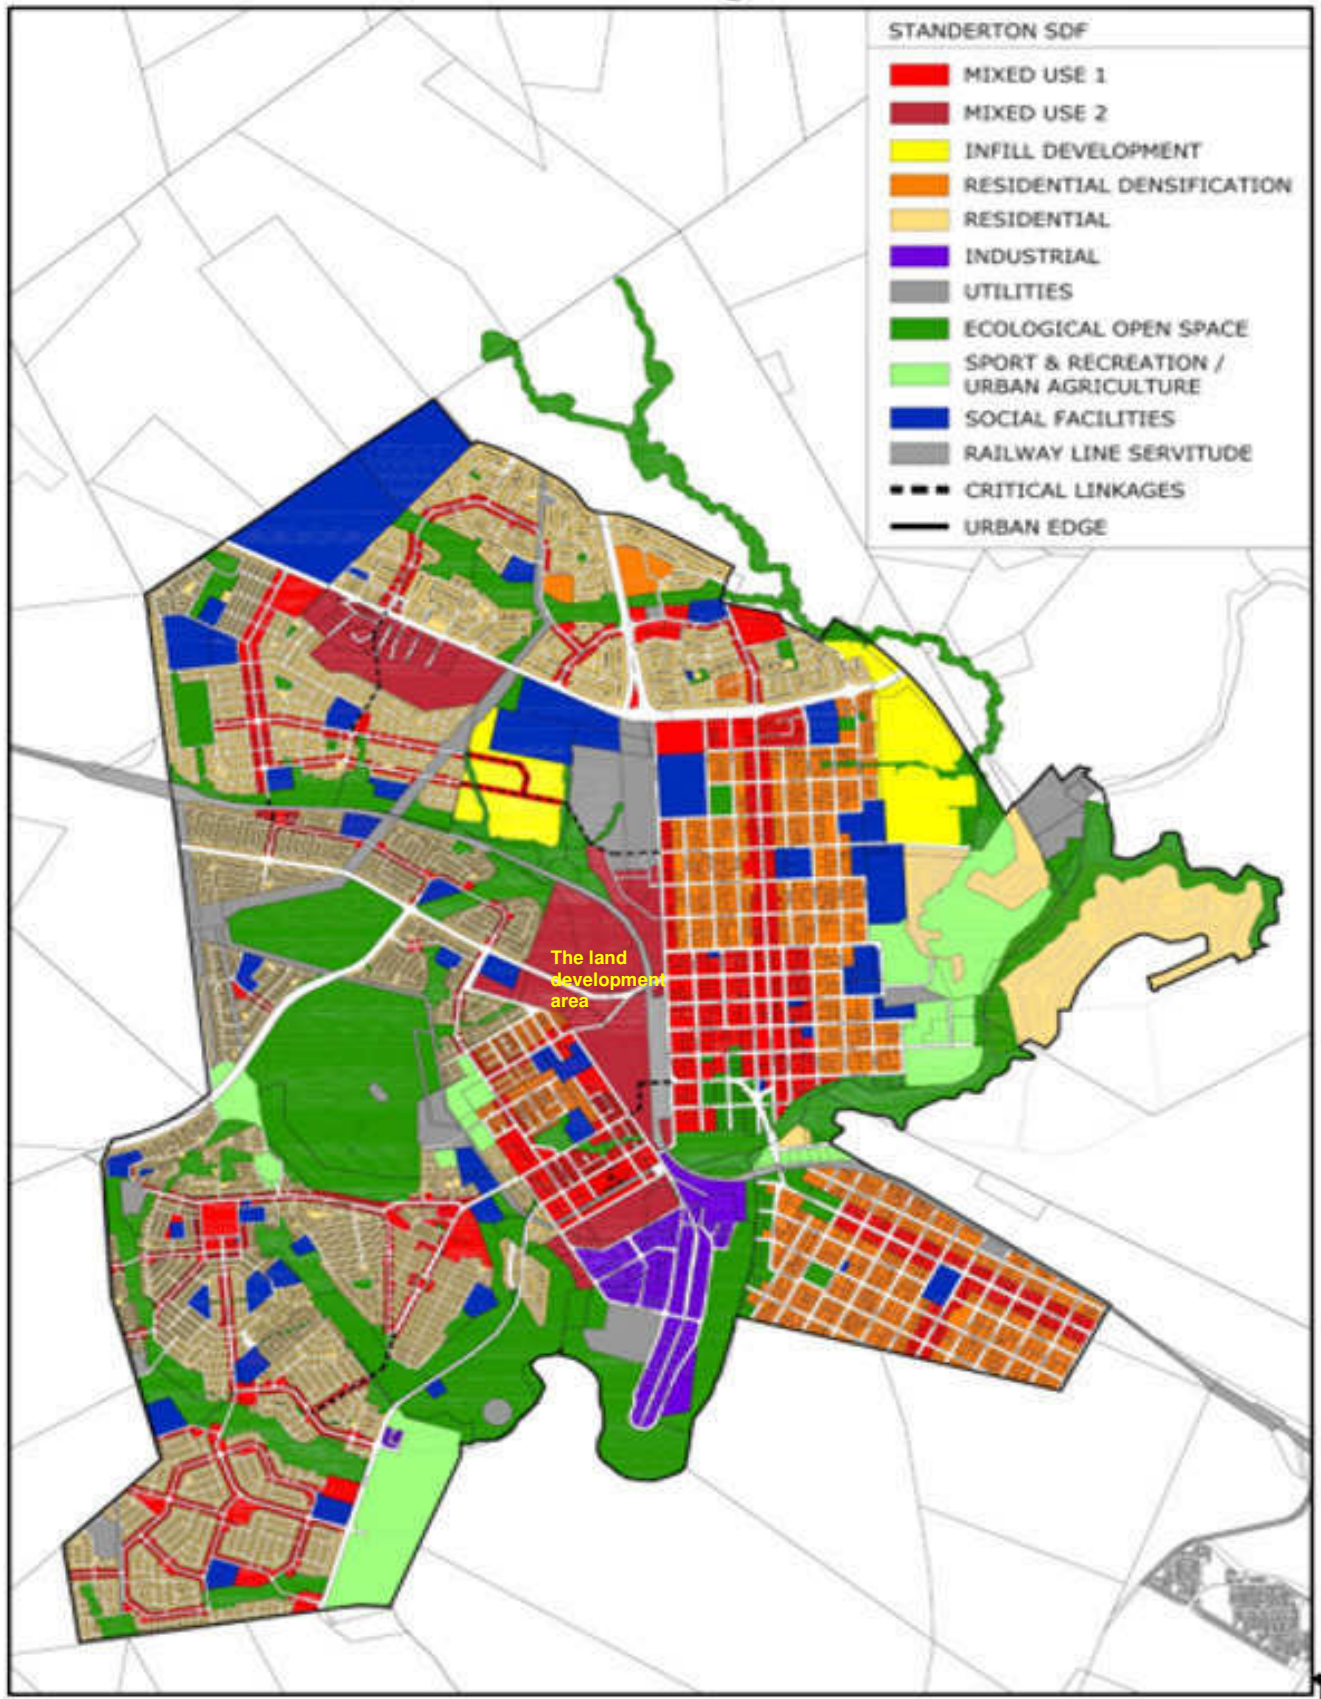 STANDERTON SDF
MIXED USE 1
MIXED USE 2
INFILL DEVELOPMENT
RESIDENTIAL DENSIFICATION
RESIDENTIAL
INDUSTRIAL
UTILITIES
ECOLOGICAL OPEN SPACE
SPORT & RECREATION /
URBAN AGRICULTURE
SOCIAL FACILITIES
RAILWAY LINE SERVITUDE
CRITICAL LINKAGES
URBAN EDGE
The land
development
area